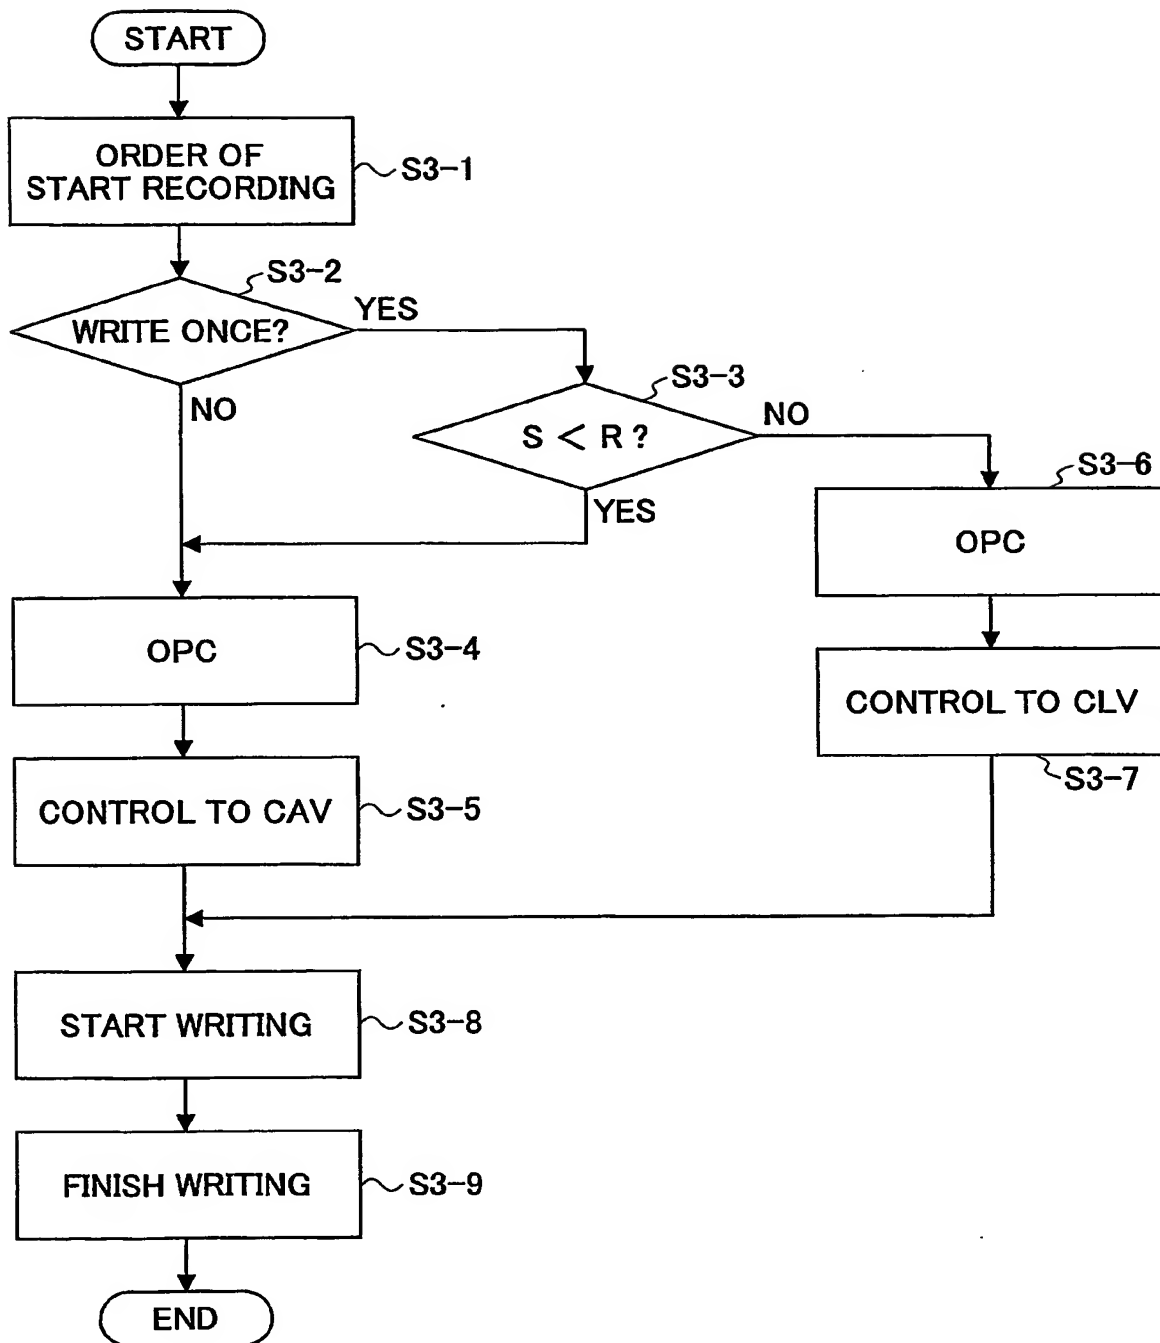 START
ORDER OF
START RECORDING
S3-1
S3-2
WRITE ONCE?
YES
NO
S3-3
S < R ?
NO
YES
S3-6
OPC
OPC
S3-4
CONTROL TO CLV
S3-7
CONTROL TO CAV
S3-5
START WRITING
S3-8
FINISH WRITING
S3-9
END